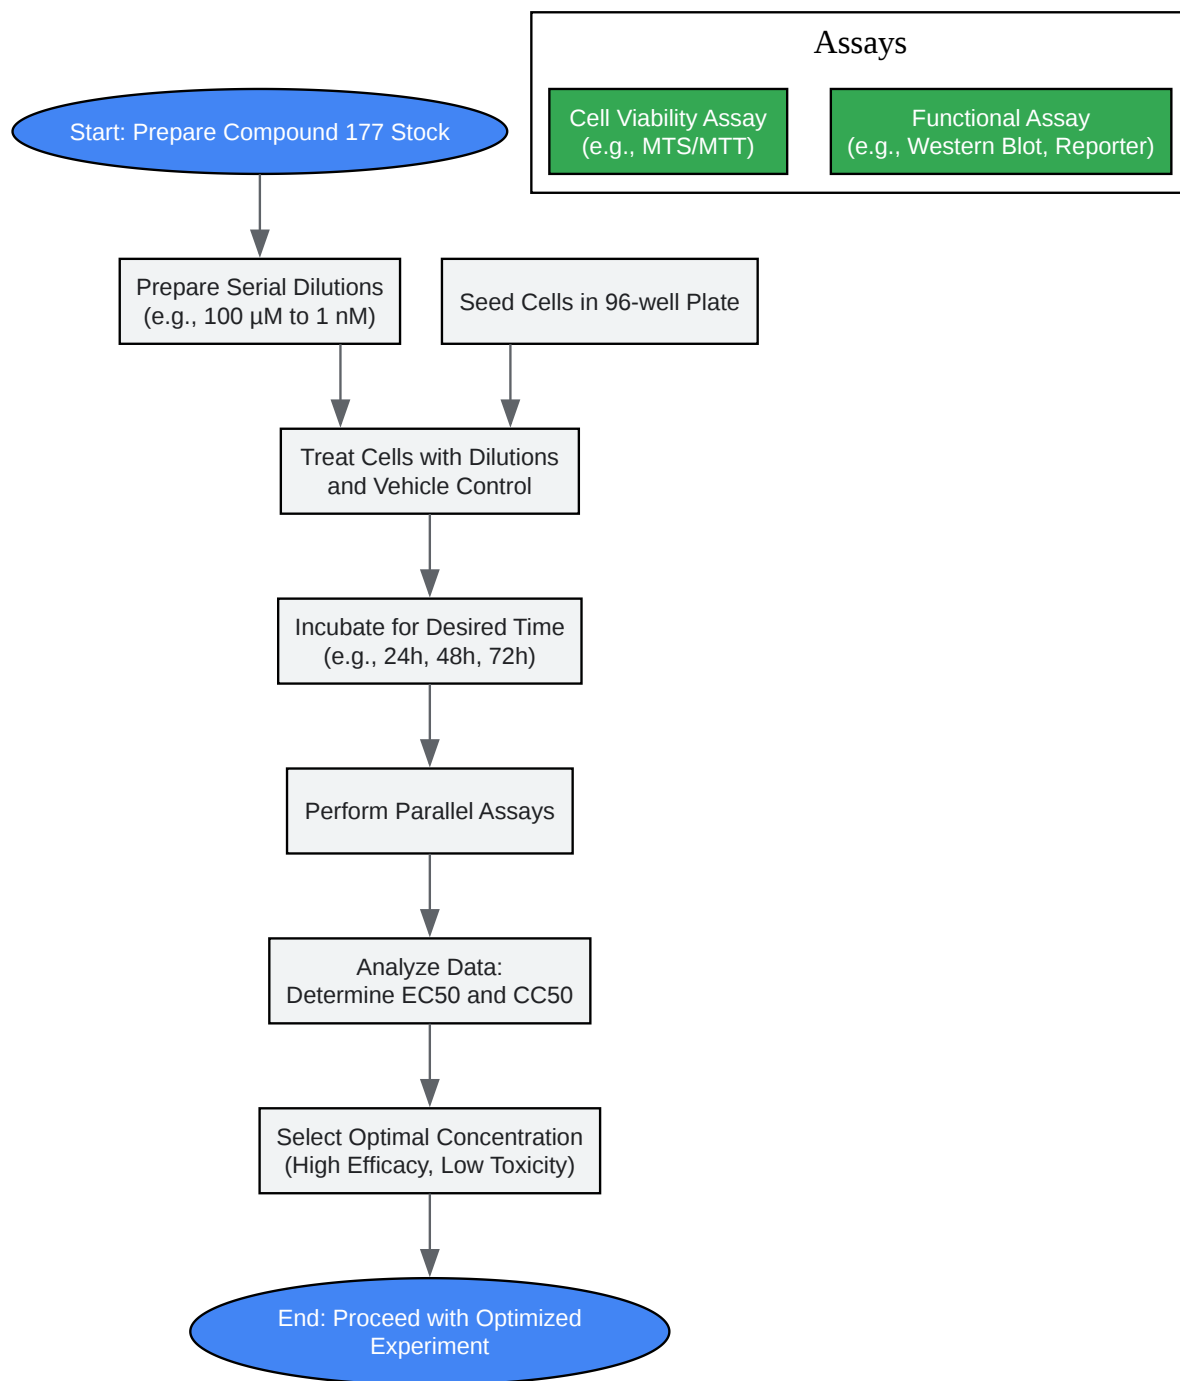 Assays
Cell Viability Assay
(e.g., MTS/MTT)
Functional Assay
(e.g., Western Blot, Reporter)
Start: Prepare Compound 177 Stock
Prepare Serial Dilutions
(e.g., 100 µM to 1 nM)
Seed Cells in 96-well Plate
Treat Cells with Dilutions
and Vehicle Control
Incubate for Desired Time
(e.g., 24h, 48h, 72h)
Perform Parallel Assays
Analyze Data:
Determine EC50 and CC50
Select Optimal Concentration
(High Efficacy, Low Toxicity)
End: Proceed with Optimized
Experiment